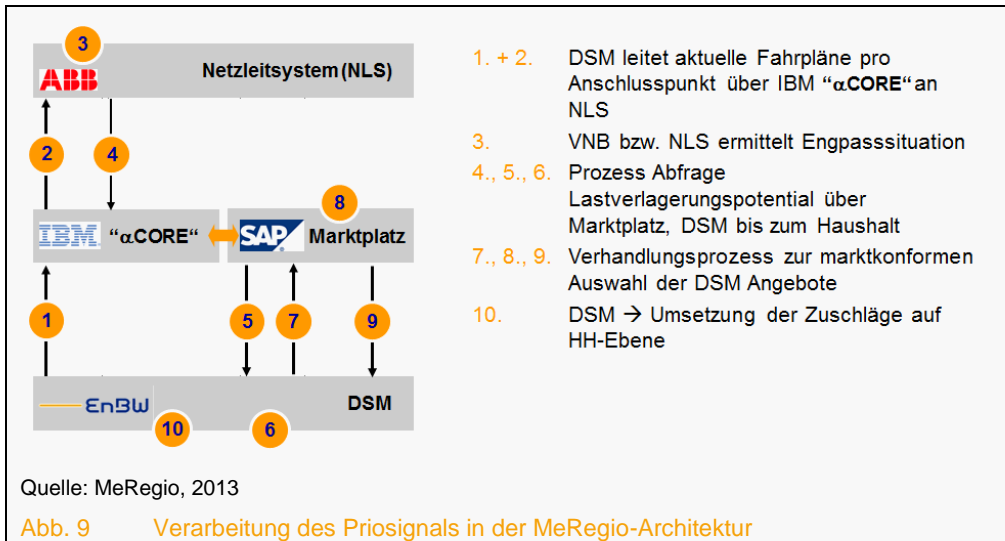 3
ABB
Netzleitsystem (NLS)
2
4
8
IBM
"αCORE"
SAP
Marktplatz
1
5
7
9
EnBW
DSM
10
6
1. + 2. DSM leitet aktuelle Fahrpläne pro
Anschlusspunkt über IBM "αCORE" an
NLS
3. VNB bzw. NLS ermittelt Engpasssituation
4., 5., 6. Prozess Abfrage
Lastverlagerungspotential über
Marktplatz, DSM bis zum Haushalt
7., 8., 9. Verhandlungsprozess zur marktkonformen
Auswahl der DSM Angebote
10. DSM → Umsetzung der Zuschläge auf
HH-Ebene
Quelle: MeRegio, 2013
Abb. 9 Verarbeitung des Priosignals in der MeRegio-Architektur